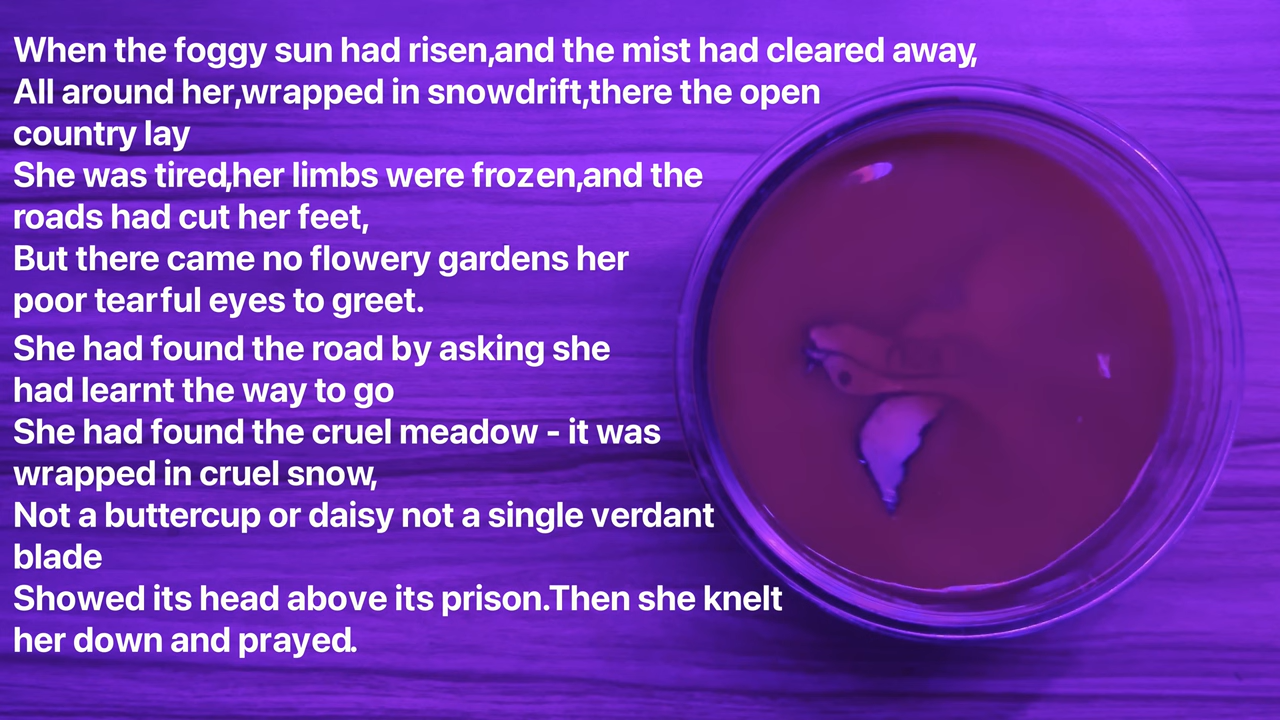 When the foggy sun had risen,and the mist had cleared away,
All around her,wrapped in snowdrift,there the open
country lay
She was tired,her limbs were frozen,and the
roads had cut her feet,
But there came no flowery gardens her
poor tearful eyes to greet.
She had found the road by asking she
had learnt the way to go
She had found the cruel meadow - it was
wrapped in cruel snow,
Not a buttercup or daisy not a single verdant
blade
Showed its head above its prison.Then she knelt
her down and prayed.